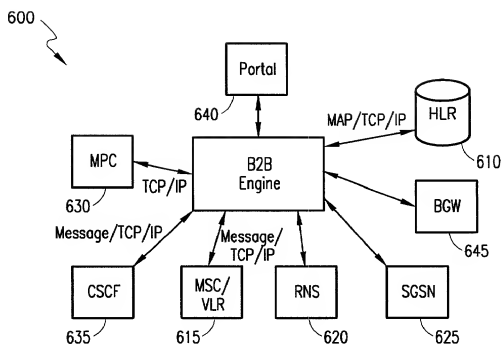 600
Portal
640
MAP/TCP/IP
HLR
610
MPC
630
TCP/IP
B2B
Engine
BGW
645
Message/TCP/IP
Message/
TCP/IP
CSCF
635
MSC/
VLR
615
RNS
620
SGSN
625